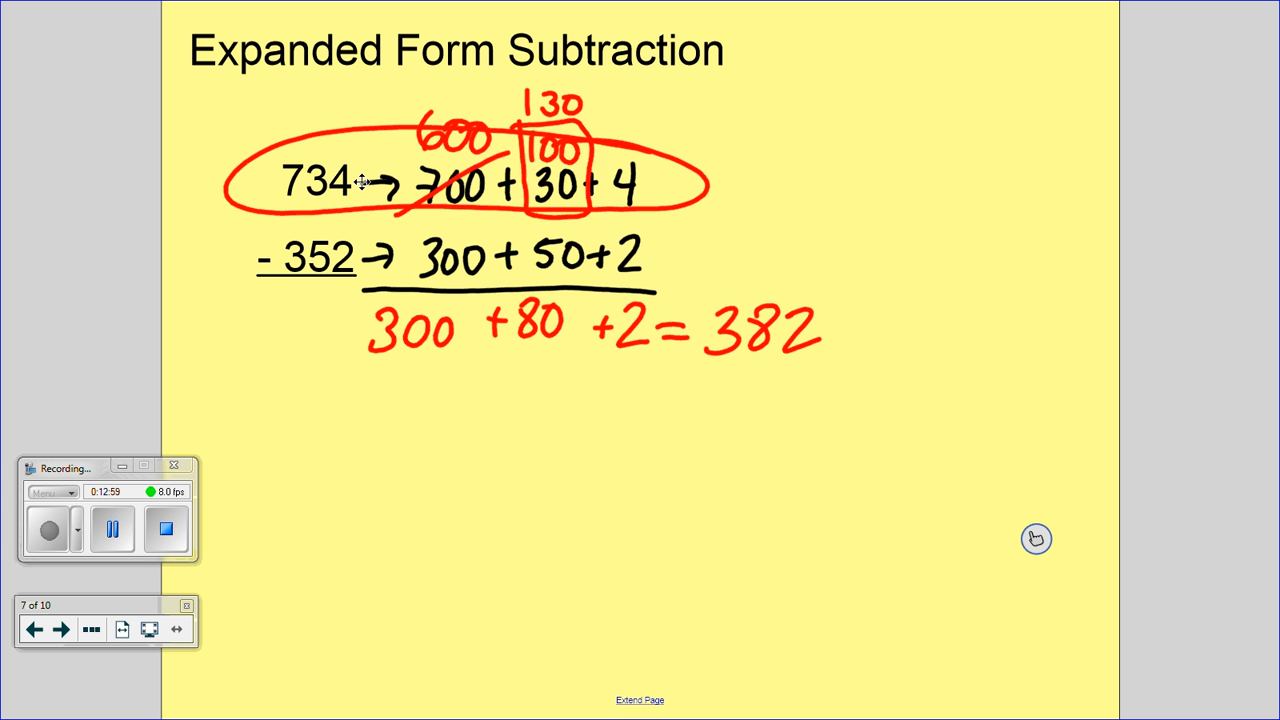 Expanded Form Subtraction
130
600 100
734 → 700 + 30 + 4
- 352 → 300 + 50 + 2
300 + 80 + 2 = 382
Recording...
Menu
0:12:59
8.0 fps
7 of 10
Extend Page